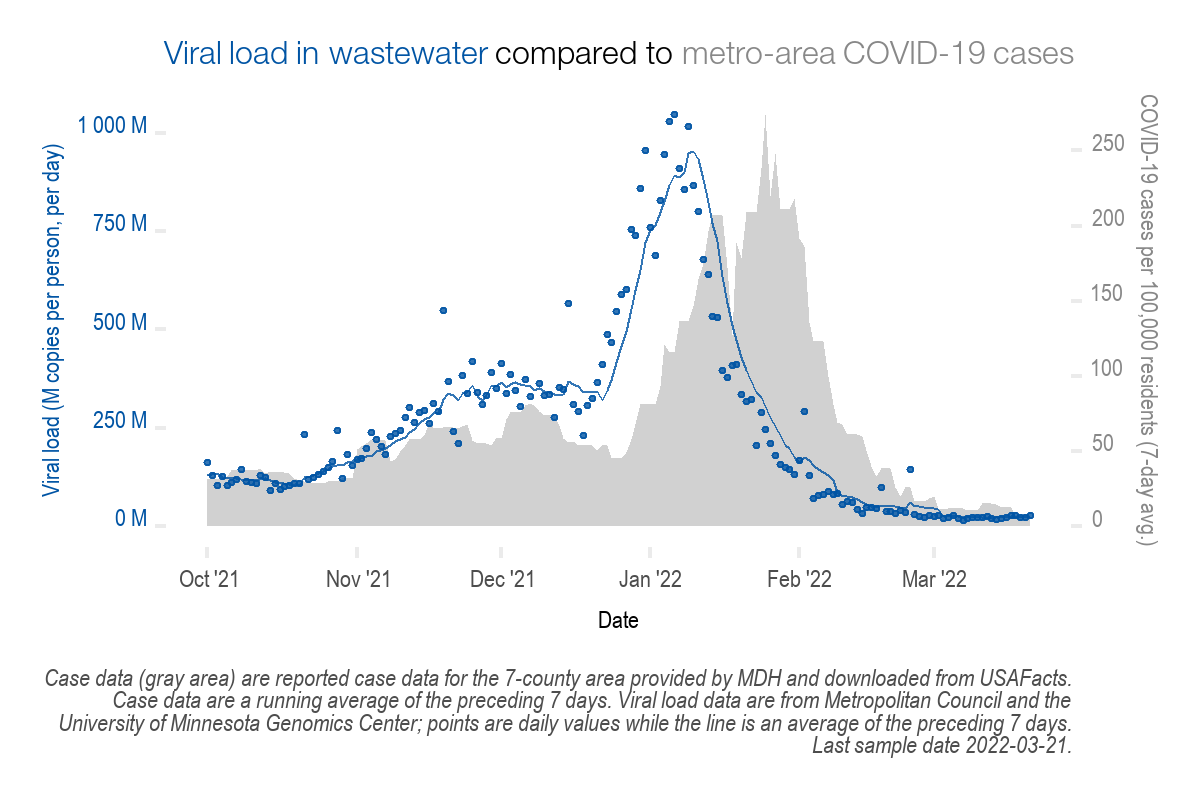 Viral load in wastewater compared to metro-area COVID-19 cases
Viral load (M copies per person, per day)
1 000 M
750 M
500 M
250 M
0 M
COVID-19 cases per 100,000 residents (7-day avg.)
250
200
150
100
50
0
Oct '21
Nov '21
Dec '21
Jan '22
Feb '22
Mar '22
Date
Case data (gray area) are reported case data for the 7-county area provided by MDH and downloaded from USAFacts.
Case data are a running average of the preceding 7 days. Viral load data are from Metropolitan Council and the
University of Minnesota Genomics Center; points are daily values while the line is an average of the preceding 7 days.
Last sample date 2022-03-21.